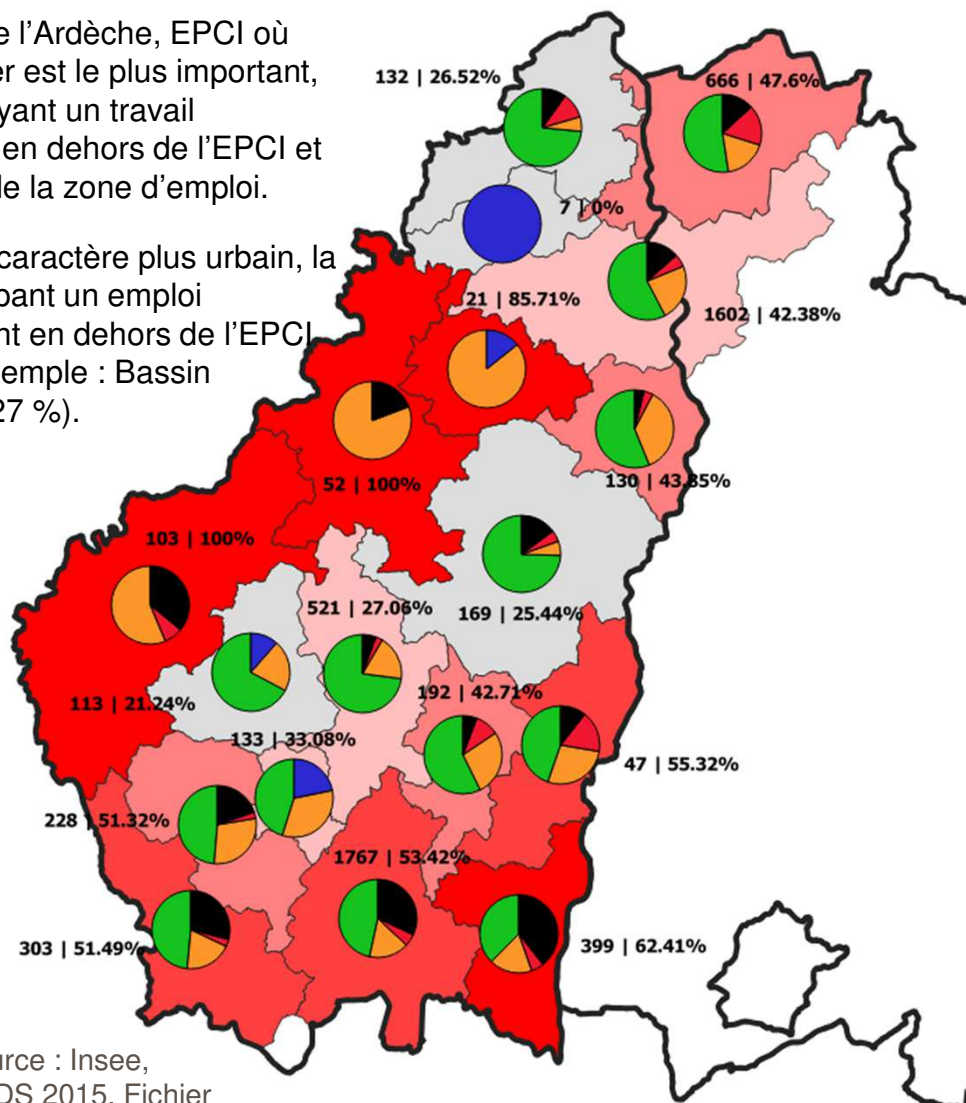 e l'Ardèche, EPCI où
er est le plus important,
yant un travail
en dehors de l'EPCI et
de la zone d'emploi.
caractère plus urbain, la
pant un emploi
nt en dehors de l'EPCI
emple : Bassin
27 %).
132 | 26.52%
666 | 47.6%
7 | 0%
21 | 85.71%
1602 | 42.38%
52 | 100%
130 | 43.85%
103 | 100%
521 | 27.06%
169 | 25.44%
113 | 21.24%
192 | 42.71%
133 | 33.08%
47 | 55.32%
228 | 51.32%
1767 | 53.42%
303 | 51.49%
399 | 62.41%
urce : Insee,
DS 2015, Fichier